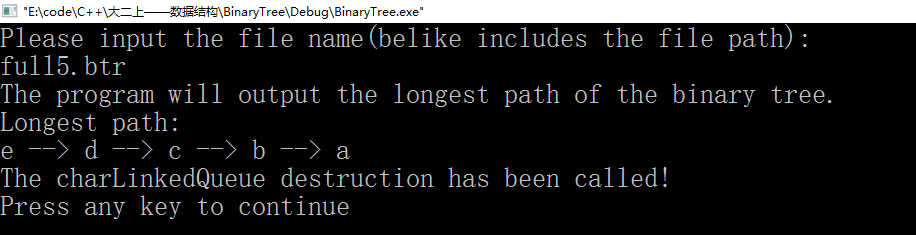 "E:\code\C++\大二上——数据结构\BinaryTree\Debug\BinaryTree.exe"
Please input the file name(belike includes the file path):
full5.btr
The program will output the longest path of the binary tree.
Longest path:
e --> d --> c --> b --> a
The charLinkedQueue destruction has been called!
Press any key to continue